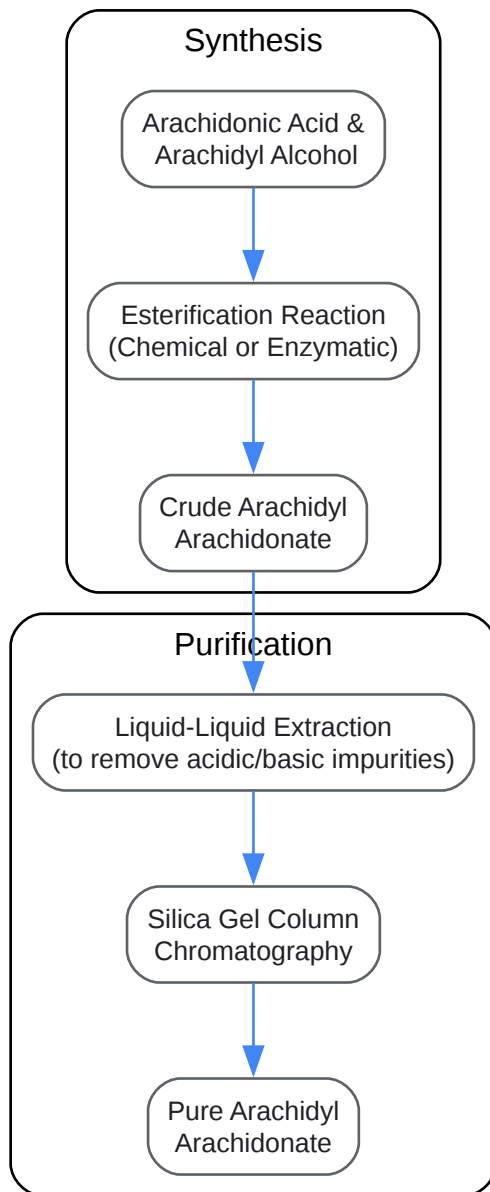 Synthesis
Arachidonic Acid &
Arachidyl Alcohol
Esterification Reaction
(Chemical or Enzymatic)
Crude Arachidyl
Arachidonate
Purification
Liquid-Liquid Extraction
(to remove acidic/basic impurities)
Silica Gel Column
Chromatography
Pure Arachidyl
Arachidonate